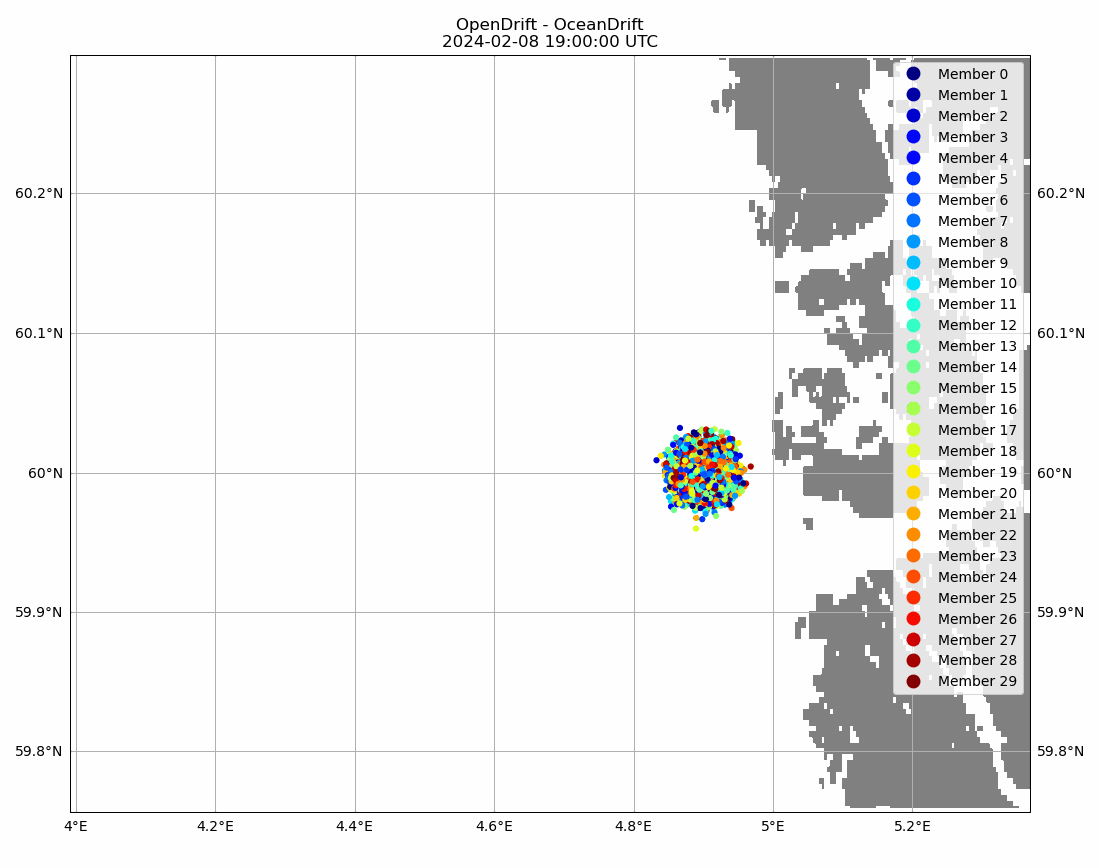 OpenDrift - OceanDrift
2024-02-08 19:00:00 UTC
Member 0
Member 1
Member 2
Member 3
Member 4
Member 5
Member 6
Member 7
Member 8
Member 9
Member 10
Member 11
Member 12
Member 13
Member 14
Member 15
Member 16
Member 17
Member 18
Member 19
Member 20
Member 21
Member 22
Member 23
Member 24
Member 25
Member 26
Member 27
Member 28
Member 29
60.2°N
60.2°N
60.1°N
60.1°N
60°N
60°N
59.9°N
59.9°N
59.8°N
59.8°N
4°E
4.2°E
4.4°E
4.6°E
4.8°E
5°E
5.2°E